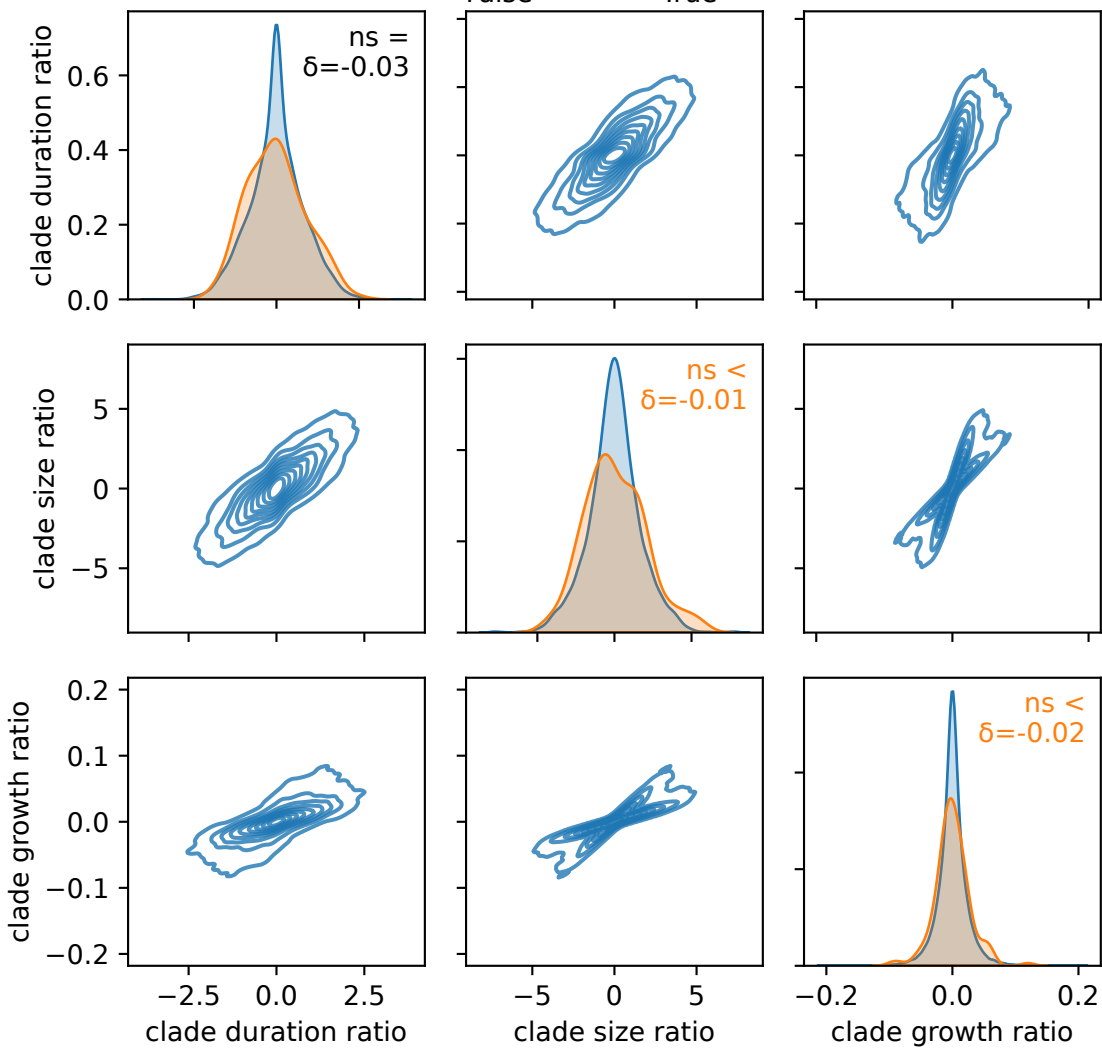 ns =
δ=-0.03
clade duration ratio
0.6
0.4
0.2
0.0
ns <
δ=-0.01
clade size ratio
5
0
−5
ns <
δ=-0.02
clade growth ratio
0.2
0.1
0.0
−0.1
−0.2
−2.5 0.0 2.5
−5 0 5
−0.2 0.0 0.2
clade duration ratio
clade size ratio
clade growth ratio